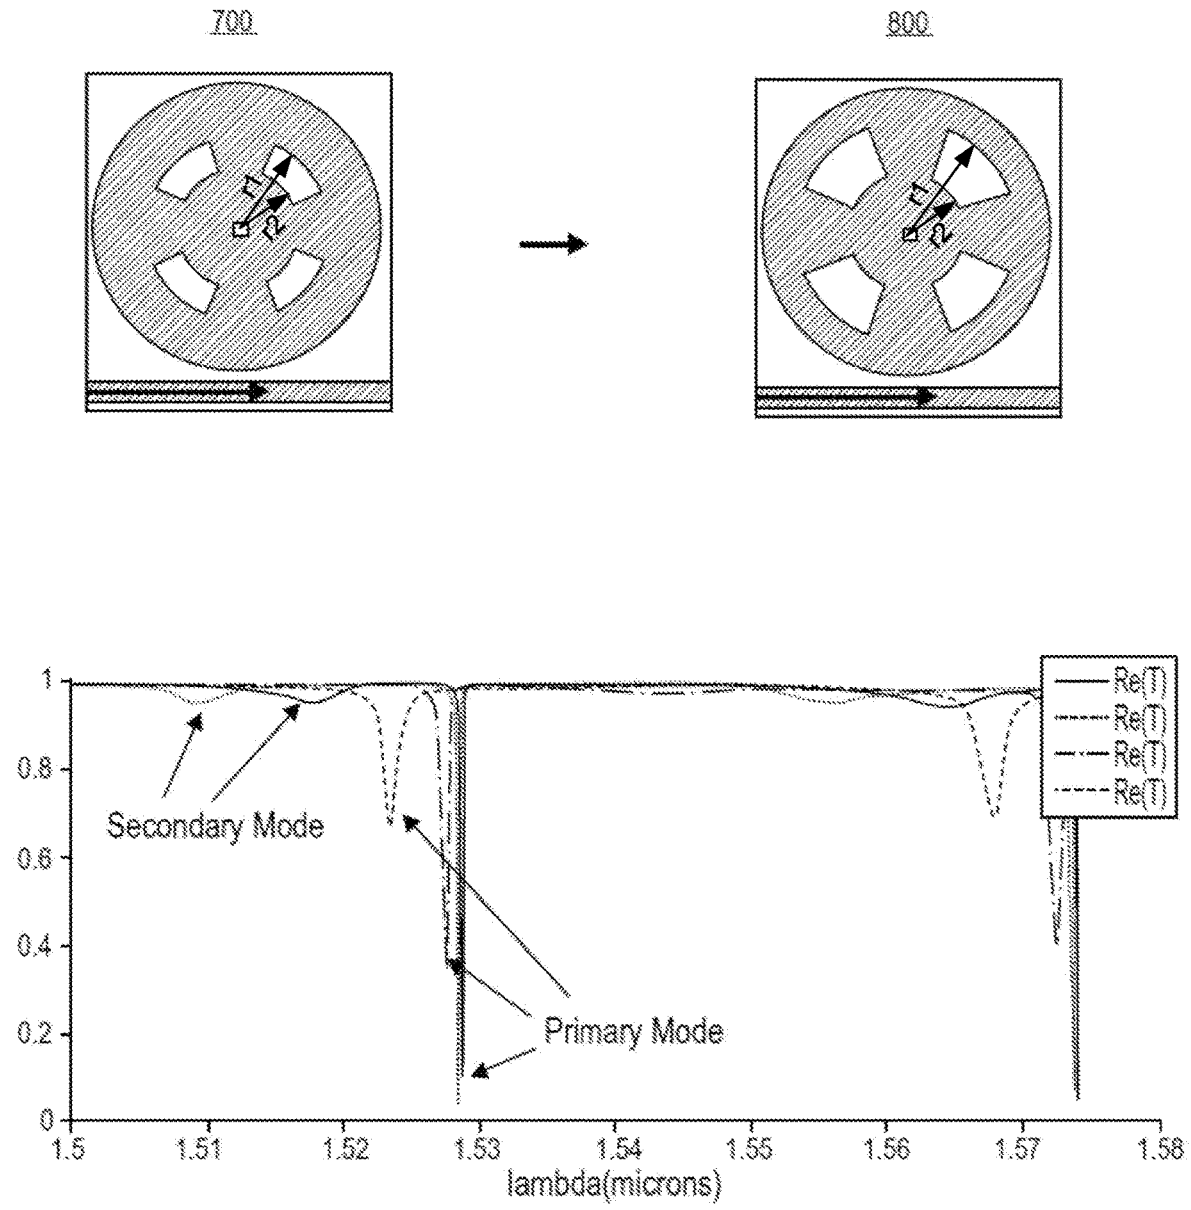 700
800
r1
r2
r1
r2
1
0.8
0.6
0.4
0.2
0
Re(T)
Re(T)
Re(T)
Re(T)
Secondary Mode
Primary Mode
1.5 1.51 1.52 1.53 1.54 1.55 1.56 1.57 1.58
lambda(microns)